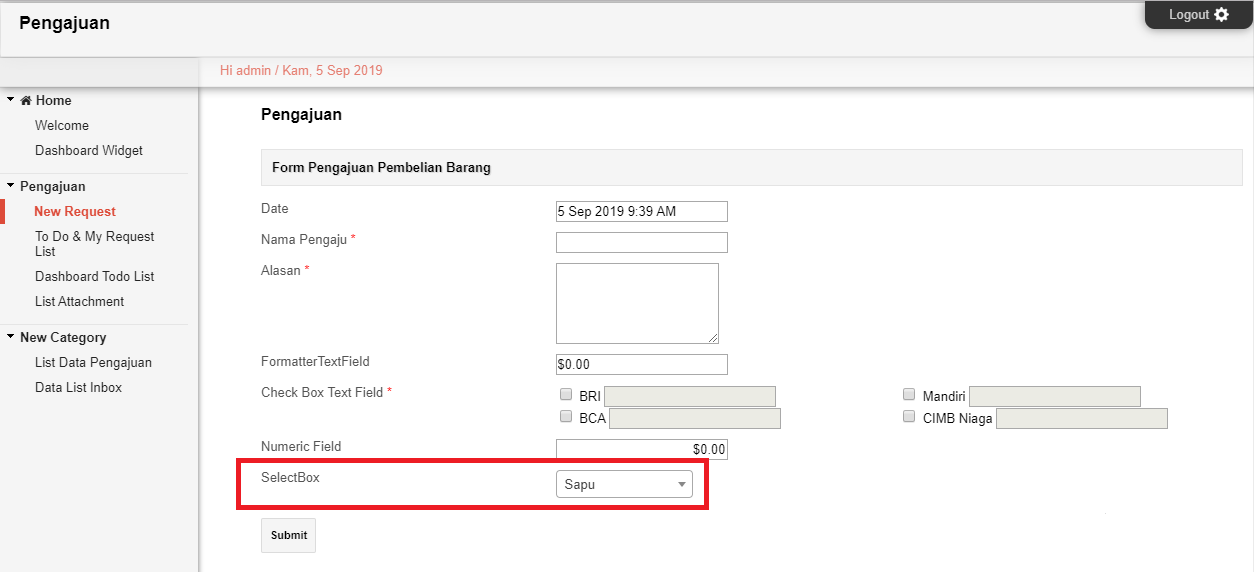 Pengajuan
Logout
Hi admin / Kam, 5 Sep 2019
Home
Welcome
Dashboard Widget
Pengajuan
New Request
To Do & My Request
List
Dashboard Todo List
List Attachment
New Category
List Data Pengajuan
Data List Inbox
Pengajuan
Form Pengajuan Pembelian Barang
Date 5 Sep 2019 9:39 AM
Nama Pengaju *
Alasan *
FormatterTextField $0.00
Check Box Text Field * BRI Mandiri
BCA CIMB Niaga
Numeric Field $0.00
SelectBox Sapu
Submit